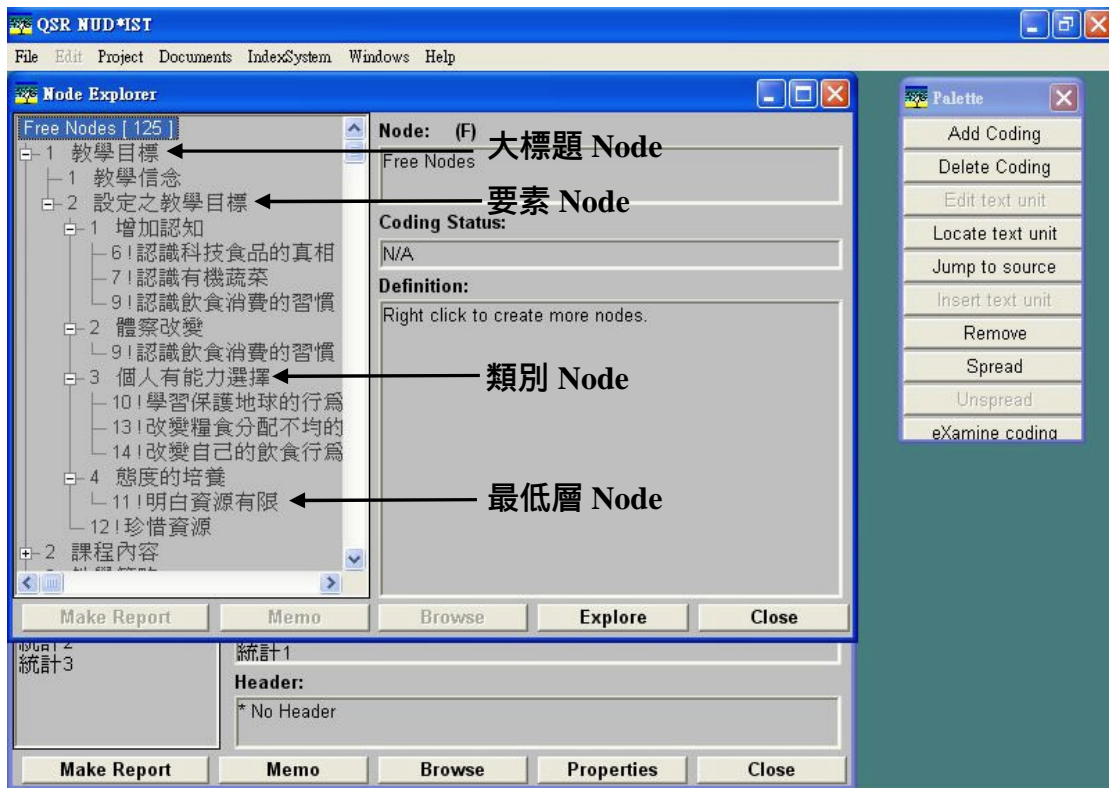 QSR NUD*IST
File Edit Project Documents IndexSystem Windows Help
Node Explorer
Free Nodes [ 125 ]
1 教學目標
1 教學信念
2 設定之教學目標
1 增加認知
6!認識科技食品的真相
7!認識有機蔬菜
9!認識飲食消費的習慣
2 體察改變
9!認識飲食消費的習慣
3 個人有能力選擇
10!學習保護地球的行為
13!改變糧食分配不均的
14!改變自己的飲食行為
4 態度的培養
11!明白資源有限
12!珍惜資源
2 課程內容
Node: (F)
Free Nodes
Coding Status:
N/A
Definition:
Right click to create more nodes.
大標題 Node
要素 Node
類別 Node
最低層 Node
Make Report Memo Browse Explore Close
Palette
Add Coding
Delete Coding
Edit text unit
Locate text unit
Jump to source
Insert text unit
Remove
Spread
Unspread
eXamine coding
統計2
統計3
統計1
Header:
* No Header
Make Report Memo Browse Properties Close